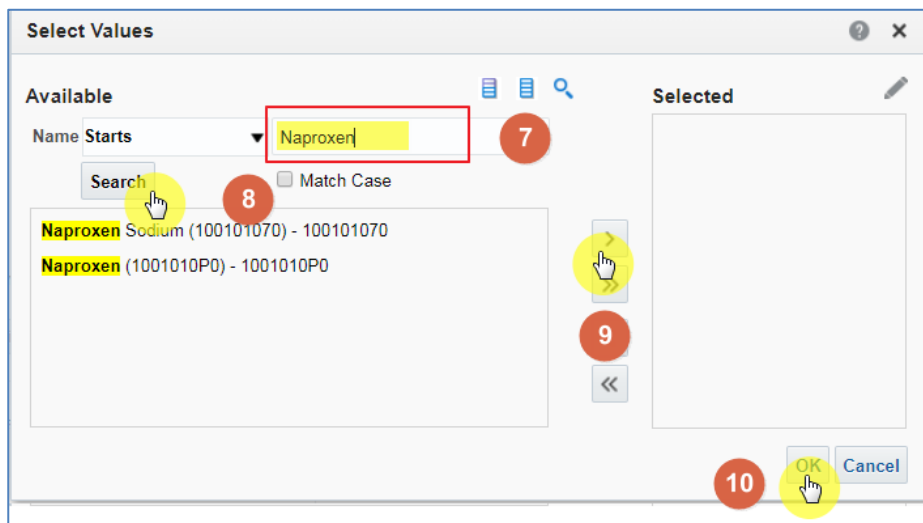 Select Values
Available
Selected
Name Starts Naproxen 7
Search 8 Match Case
Naproxen Sodium (100101070) - 100101070
Naproxen (1001010P0) - 1001010P0
>
»
9
«
10 OK Cancel